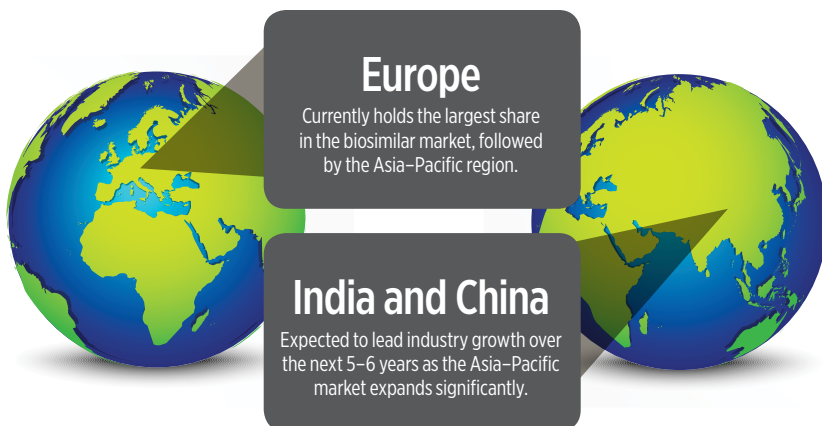 Europe
Currently holds the largest share
in the biosimilar market, followed
by the Asia–Pacific region.
India and China
Expected to lead industry growth over
the next 5–6 years as the Asia–Pacific
market expands significantly.